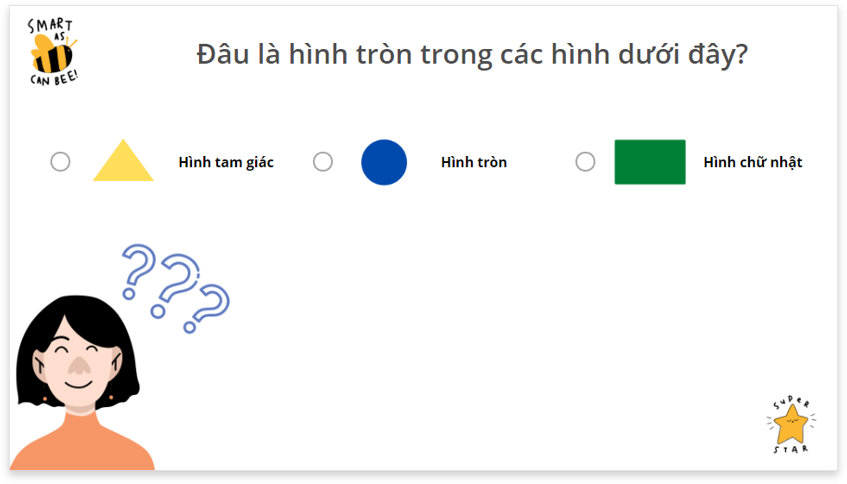 SMART
AS
CAN BEE!
Đâu là hình tròn trong các hình dưới đây?
Hình tam giác
Hình tròn
Hình chữ nhật
???
SUPER
STAR